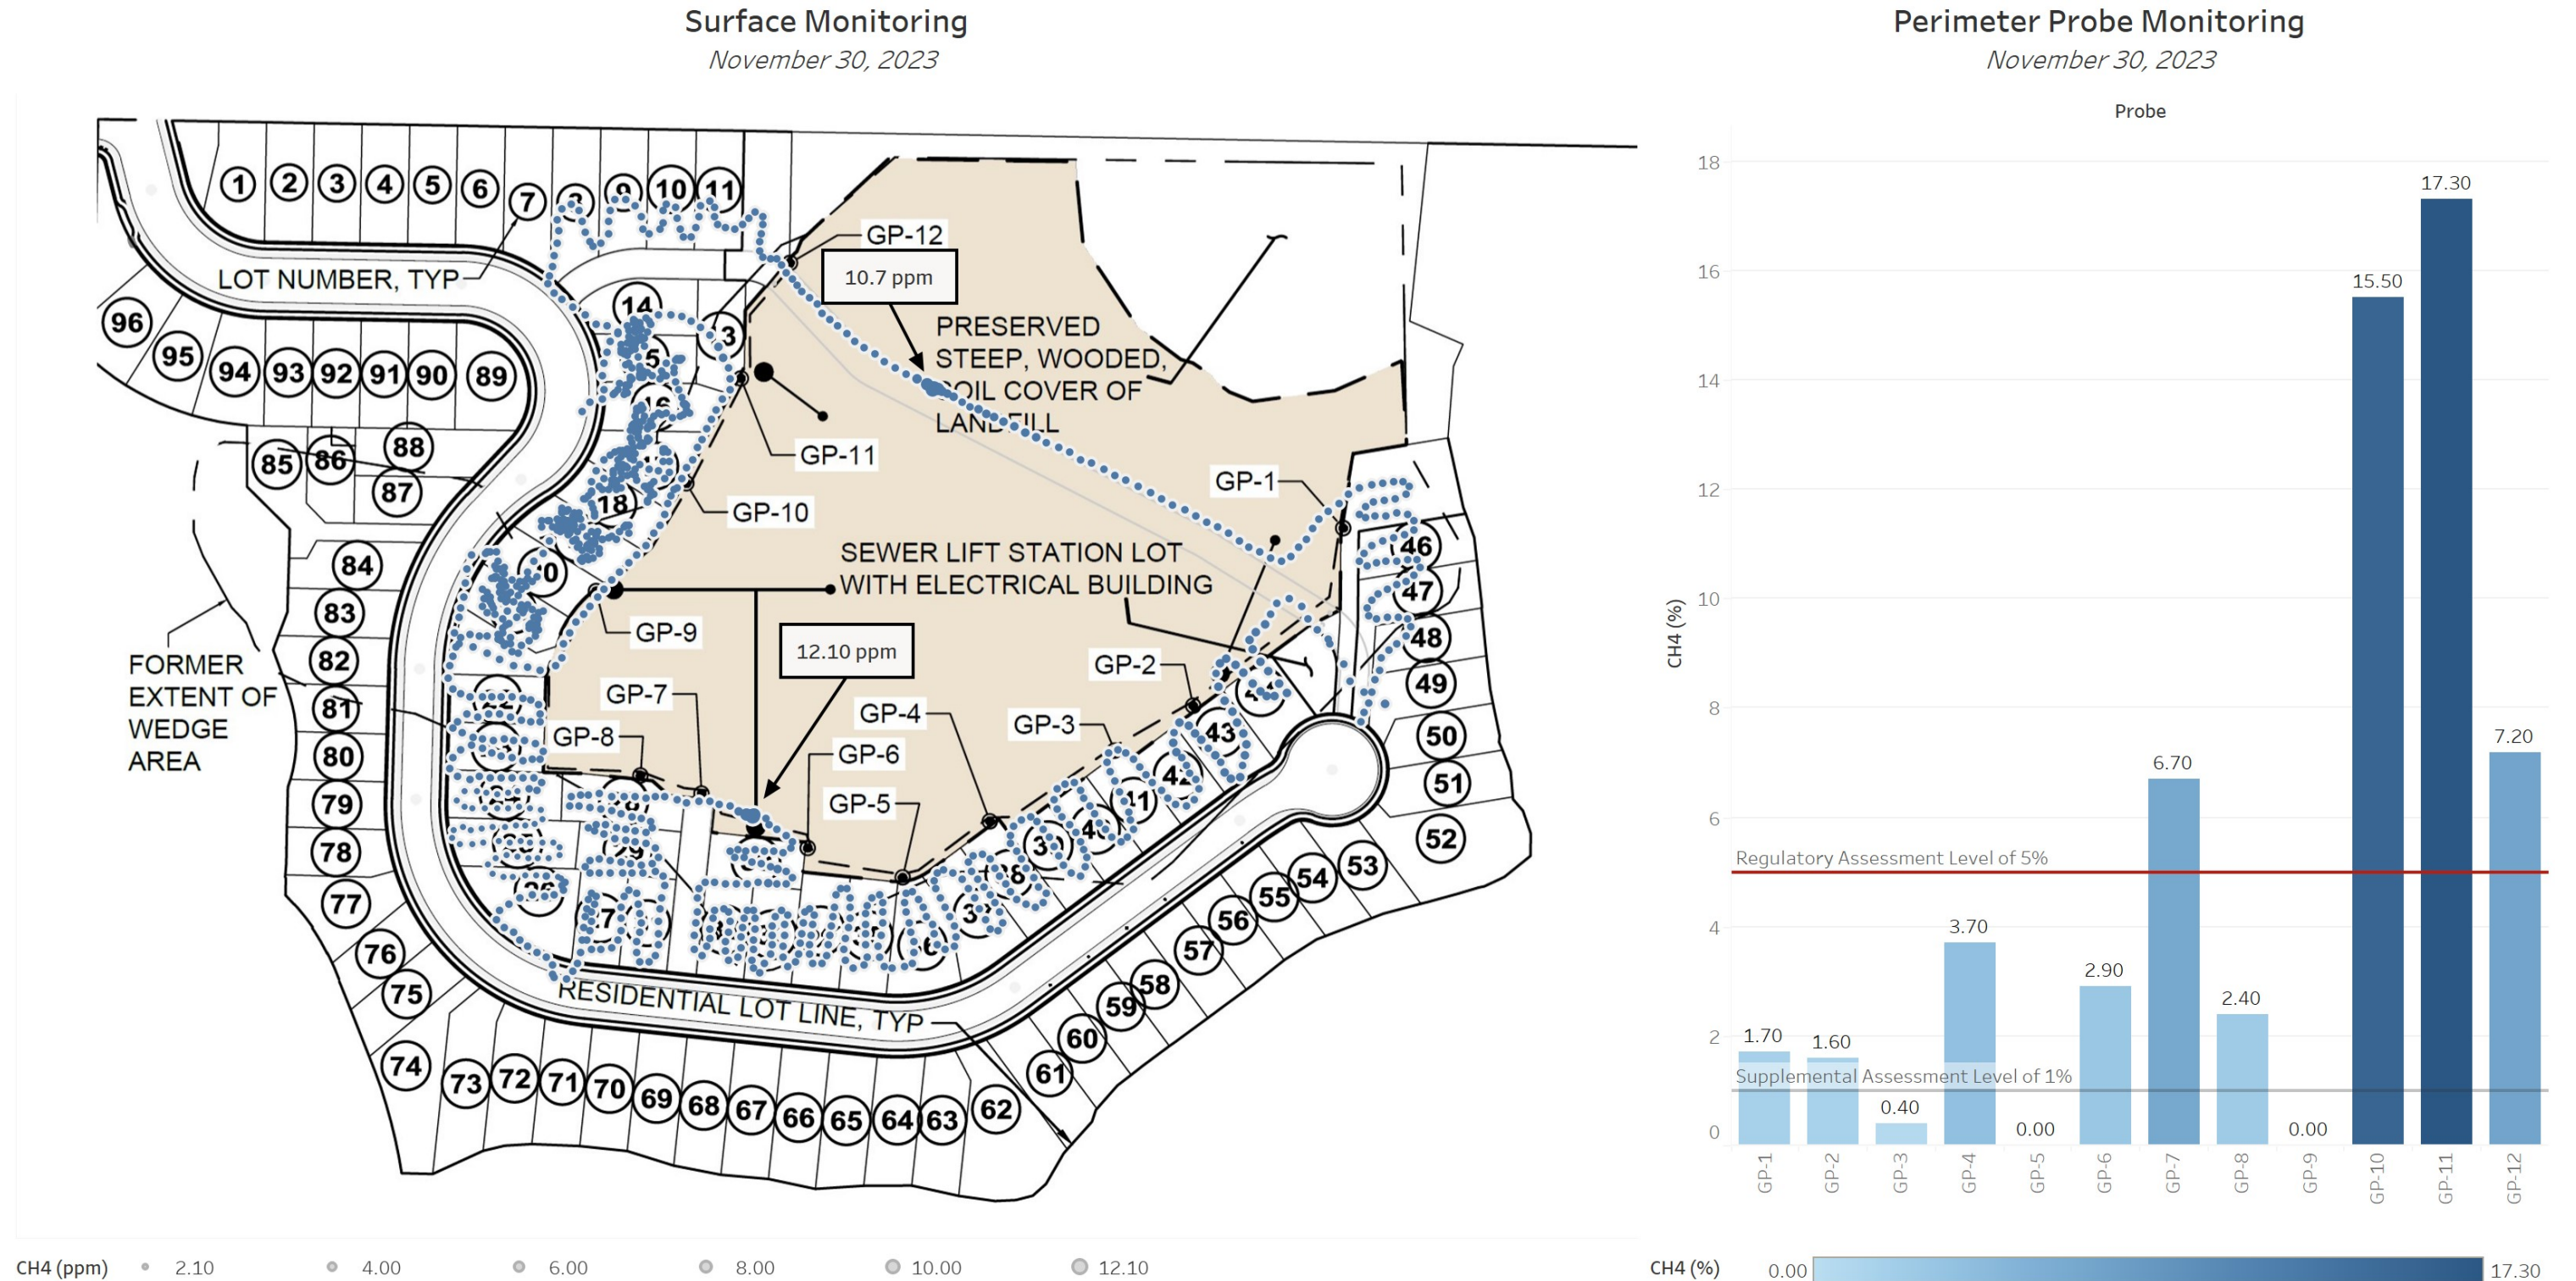 Surface Monitoring
November 30, 2023
Perimeter Probe Monitoring
November 30, 2023
Probe
1 2 3 4 5 6 7 9 10 11
GP-12
10.7 ppm
LOT NUMBER, TYP
14
PRESERVED
STEEP, WOODED,
SOIL COVER OF
LANDFILL
96
95
94 93 92 91 90 89
16
GP-11
88
85 86
87
18
GP-10
GP-1
SEWER LIFT STATION LOT
WITH ELECTRICAL BUILDING
46
47
48
49
50
51
52
84
83
82
81
80
79
78
77
76
75
74
GP-9
12.10 ppm
FORMER
EXTENT OF
WEDGE
AREA
GP-2
GP-7
GP-4
GP-3
GP-8
GP-6
GP-5
43
53
54
55
56
57
58
59
60
61
62
RESIDENTIAL LOT LINE, TYP
73 72 71 70 69 68 67 66 65 64 63
CH4 (ppm) 2.10 4.00 6.00 8.00 10.00 12.10
CH4 (%)
18
16
14
12
10
8
6
4
2
0
17.30
15.50
7.20
6.70
Regulatory Assessment Level of 5%
3.70
2.90
2.40
1.70
1.60
Supplemental Assessment Level of 1%
0.40
0.00
0.00
GP-1 GP-2 GP-3 GP-4 GP-5 GP-6 GP-7 GP-8 GP-9 GP-10 GP-11 GP-12
CH4 (%) 0.00 17.30